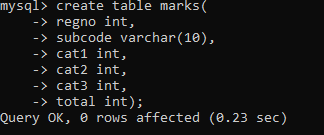 mysql> create table marks(
-> regno int,
-> subcode varchar(10),
-> cat1 int,
-> cat2 int,
-> cat3 int,
-> total int);
Query OK, 0 rows affected (0.23 sec)